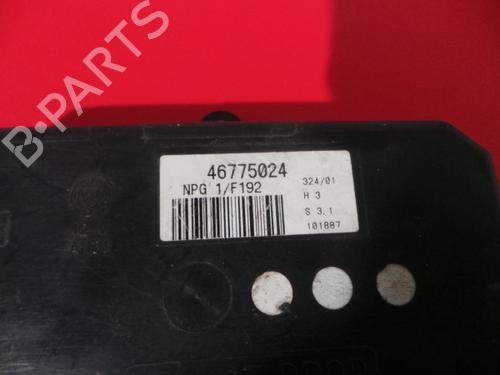 B-PARTS
46775024
NPG 1/F192
324/01
H 3
S 3.1
101887